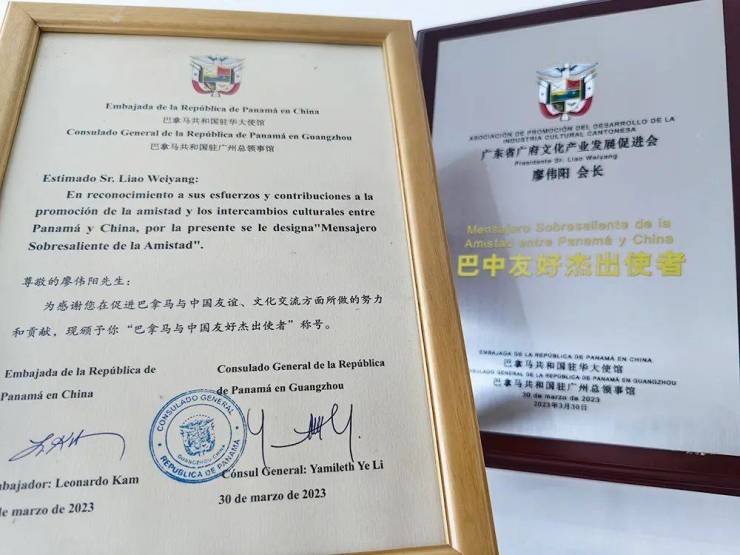 Embajada de la República de Panamá en China
巴拿马共和国驻华大使馆
Consulado General de la República de Panamá en Guangzhou
巴拿马共和国驻广州总领事馆
Estimado Sr. Liao Weiyang:
En reconocimiento a sus esfuerzos y contribuciones a la
promoción de la amistad y los intercambios culturales entre
Panamá y China, por la presente se le designa"Mensajero
Sobresaliente de la Amistad".
尊敬的廖伟阳先生：
为感谢您在促进巴拿马与中国友谊、文化交流方面所做的努力
和贡献，现颁予你“巴拿马与中国友好杰出使者”称号。
Embajada de la República de
Panamá en China
Consulado General de la República
de Panamá en Guangzhou
CONSULADO GENERAL
GUANGZHOU CHINA
REPÚBLICA DE PANAMÁ
bajador: Leonardo Kam
de marzo de 2023
Cónsul General: Yamileth Ye Li
30 de marzo de 2023
ASOCIACIÓN DE PROMOCIÓN DEL DESARROLLO DE LA
INDUSTRIA CULTURAL CANTONESA
广东省广府文化产业发展促进会
Presidente Sr. Liao Weiyang
廖伟阳 会长
Mensajero Sobresaliente de la
Amistad entre Panamá y China
巴中友好杰出使者
EMBAJADA DE LA REPÚBLICA DE PANAMÁ EN CHINA
巴拿马共和国驻华大使馆
GENERAL DE LA REPÚBLICA DE PANAMÁ EN GUANGZHOU
巴拿马共和国驻广州总领事馆
30 de marzo de 2023
2023年3月30日